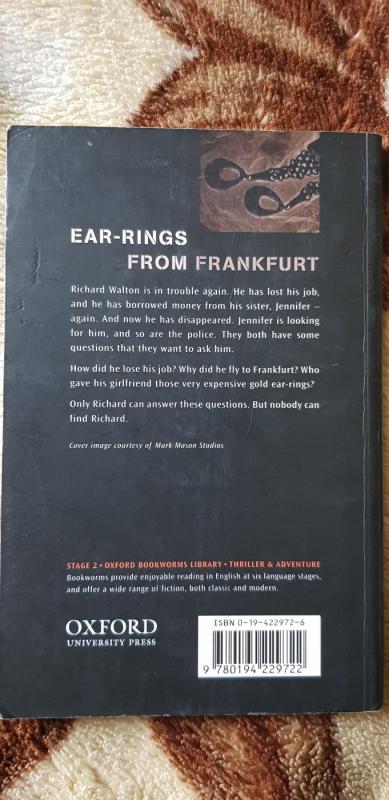 EAR-RINGS
FROM FRANKFURT
Richard Walton is in trouble again. He has lost his job,
and he has borrowed money from his sister, Jennifer –
again. And now he has disappeared. Jennifer is looking
for him, and so are the police. They both have some
questions that they want to ask him.
How did he lose his job? Why did he fly to Frankfurt? Who
gave his girlfriend those very expensive gold ear-rings?
Only Richard can answer these questions. But nobody can
find Richard.
Cover image courtesy of Mark Mason Studios
STAGE 2 • OXFORD BOOKWORMS LIBRARY • THRILLER & ADVENTURE
Bookworms provide enjoyable reading in English at six language stages,
and offer a wide range of fiction, both classic and modern.
OXFORD
UNIVERSITY PRESS
ISBN 0-19-422972-6
9 780194 229722